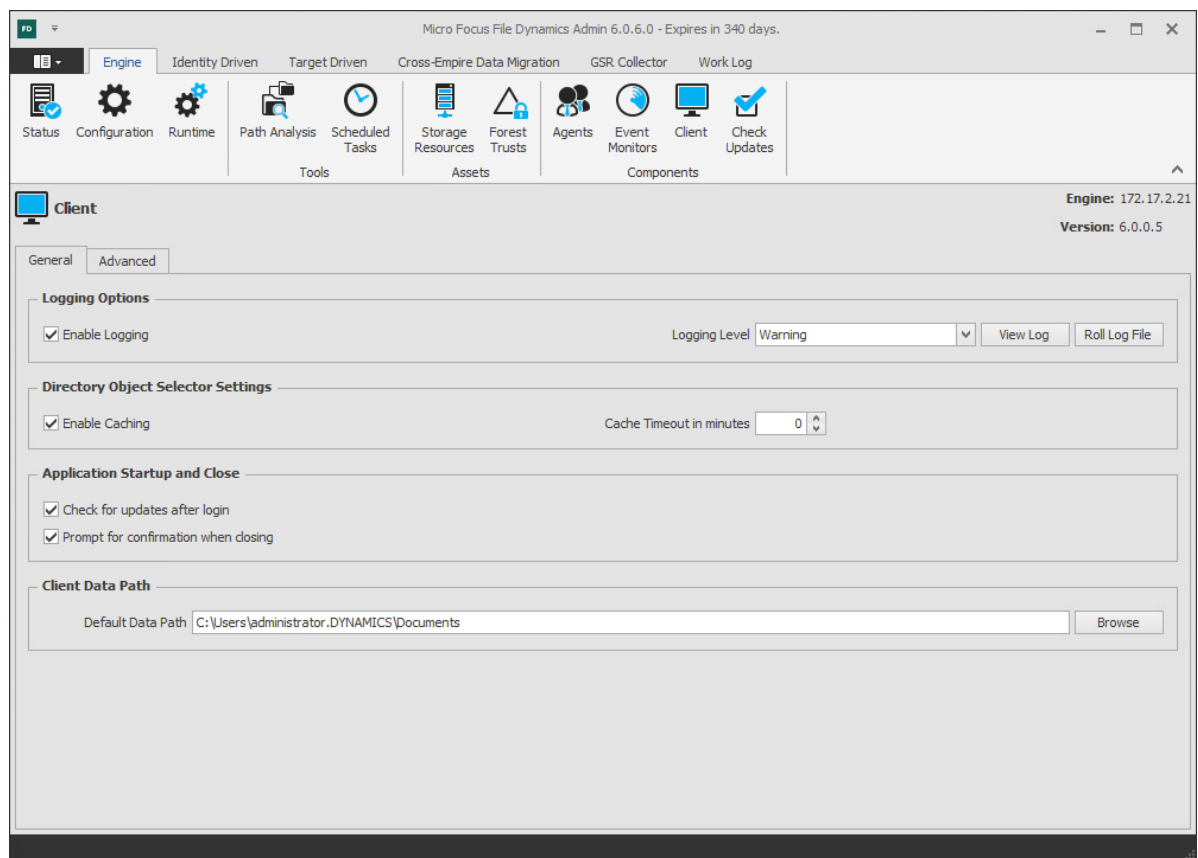 FD Micro Focus File Dynamics Admin 6.0.6.0 - Expires in 340 days.
Engine Identity Driven Target Driven Cross-Empire Data Migration GSR Collector Work Log
Status Configuration Runtime Path Analysis Scheduled Tasks Storage Resources Forest Trusts Agents Event Monitors Client Check Updates
Tools Assets Components
Client
Engine: 172.17.2.21
Version: 6.0.0.5
General Advanced
Logging Options
Enable Logging Logging Level Warning View Log Roll Log File
Directory Object Selector Settings
Enable Caching Cache Timeout in minutes 0
Application Startup and Close
Check for updates after login
Prompt for confirmation when closing
Client Data Path
Default Data Path C:\Users\administrator.DYNAMICS\Documents Browse